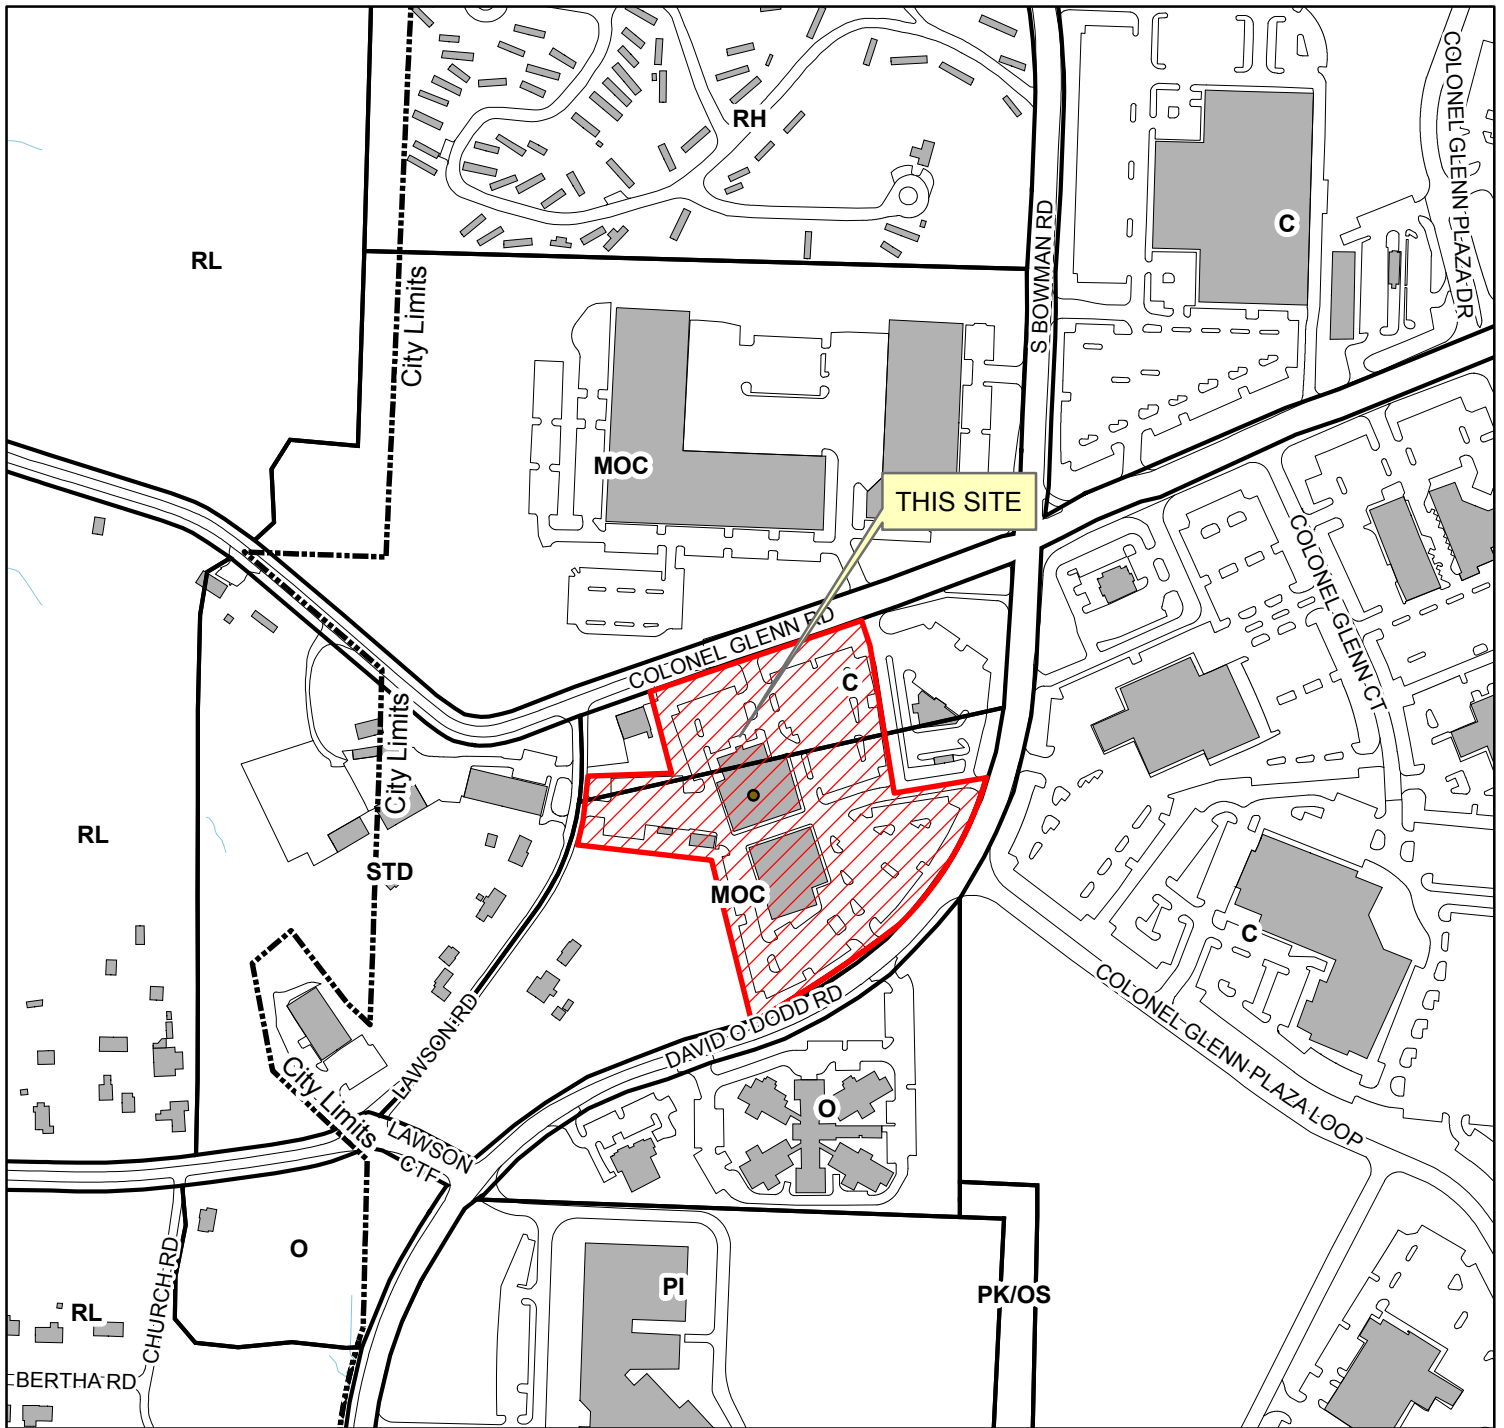 COLONEL GLENN PLAZA DR
RH
S BOWMAN RD
C
RL
City Limits
MOC
THIS SITE
COLONEL GLENN CT
COLONEL GLENN RD
C
City Limits
RL
STD
MOC
C
COLONEL GLENN PLAZA LOOP
LAWSON RD
DAVID O DODD RD
City Limits
O
LAWSON
CTF
O
CHURCH RD
PI
PK/OS
RL
BERTHA RD